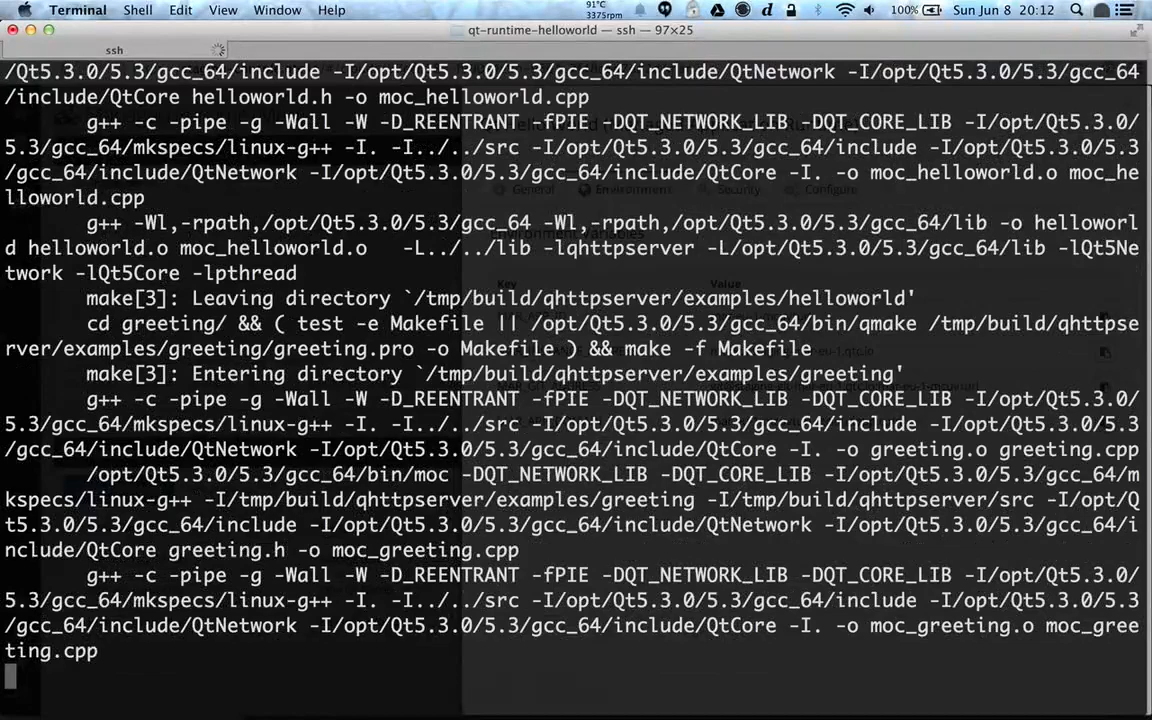 Terminal Shell Edit View Window Help 91°C 3375rpm 100% Sun Jun 8 20:12
qt-runtime-helloworld — ssh — 97×25
ssh
/Qt5.3.0/5.3/gcc_64/include -I/opt/Qt5.3.0/5.3/gcc_64/include/QtNetwork -I/opt/Qt5.3.0/5.3/gcc_64
/include/QtCore helloworld.h -o moc_helloworld.cpp
g++ -c -pipe -g -Wall -W -D_REENTRANT -fPIE -DQT_NETWORK_LIB -DQT_CORE_LIB -I/opt/Qt5.3.0/
5.3/gcc_64/mkspecs/linux-g++ -I. -I../../src -I/opt/Qt5.3.0/5.3/gcc_64/include -I/opt/Qt5.3.0/5.3
/gcc_64/include/QtNetwork -I/opt/Qt5.3.0/5.3/gcc_64/include/QtCore -I. -o moc_helloworld.o moc_he
lloworld.cpp
General Environment Security Configure
g++ -Wl,-rpath,/opt/Qt5.3.0/5.3/gcc_64 -Wl,-rpath,/opt/Qt5.3.0/5.3/gcc_64/lib -o helloworl
d helloworld.o moc_helloworld.o -L../../lib -lqhttpserver -L/opt/Qt5.3.0/5.3/gcc_64/lib -lQt5Ne
twork -lQt5Core -lpthread
Key Value
make[3]: Leaving directory `/tmp/build/qhttpserver/examples/helloworld'
cd greeting/ && ( test -e Makefile || /opt/Qt5.3.0/5.3/gcc_64/bin/qmake /tmp/build/qhttpse
rver/examples/greeting/greeting.pro -o Makefile ) && make -f Makefile
make[3]: Entering directory `/tmp/build/qhttpserver/examples/greeting'
g++ -c -pipe -g -Wall -W -D_REENTRANT -fPIE -DQT_NETWORK_LIB -DQT_CORE_LIB -I/opt/Qt5.3.0/
5.3/gcc_64/mkspecs/linux-g++ -I. -I../../src -I/opt/Qt5.3.0/5.3/gcc_64/include -I/opt/Qt5.3.0/5.3
/gcc_64/include/QtNetwork -I/opt/Qt5.3.0/5.3/gcc_64/include/QtCore -I. -o greeting.o greeting.cpp
/opt/Qt5.3.0/5.3/gcc_64/bin/moc -DQT_NETWORK_LIB -DQT_CORE_LIB -I/opt/Qt5.3.0/5.3/gcc_64/m
kspecs/linux-g++ -I/tmp/build/qhttpserver/examples/greeting -I/tmp/build/qhttpserver/src -I/opt/Q
t5.3.0/5.3/gcc_64/include -I/opt/Qt5.3.0/5.3/gcc_64/include/QtNetwork -I/opt/Qt5.3.0/5.3/gcc_64/i
nclude/QtCore greeting.h -o moc_greeting.cpp
g++ -c -pipe -g -Wall -W -D_REENTRANT -fPIE -DQT_NETWORK_LIB -DQT_CORE_LIB -I/opt/Qt5.3.0/
5.3/gcc_64/mkspecs/linux-g++ -I. -I../../src -I/opt/Qt5.3.0/5.3/gcc_64/include -I/opt/Qt5.3.0/5.3
/gcc_64/include/QtNetwork -I/opt/Qt5.3.0/5.3/gcc_64/include/QtCore -I. -o moc_greeting.o moc_gree
ting.cpp